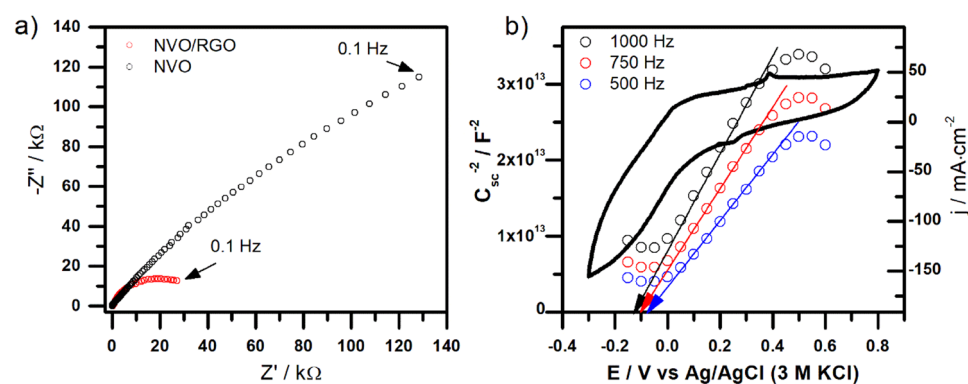 a)
NVO/RGO
NVO
0.1 Hz
0.1 Hz
-Z'' / kΩ
140
120
100
80
60
40
20
0
0 20 40 60 80 100 120 140
Z' / kΩ
b)
1000 Hz
750 Hz
500 Hz
C_sc^-2 / F^-2
3x10^13
2x10^13
1x10^13
0
-0.4 -0.2 0.0 0.2 0.4 0.6 0.8
E / V vs Ag/AgCl (3 M KCl)
50
0
-50
-100
-150
j / mA·cm^-2